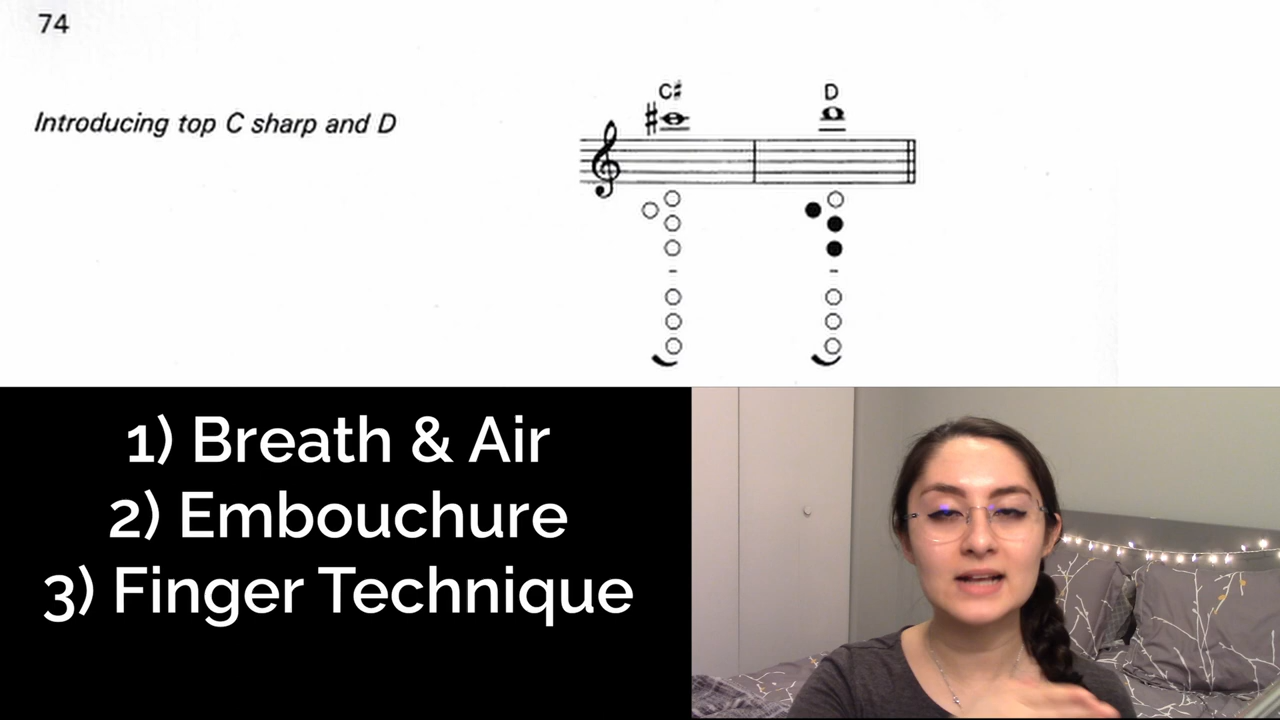 74
Introducing top C sharp and D
C♯ D
1) Breath & Air
2) Embouchure
3) Finger Technique